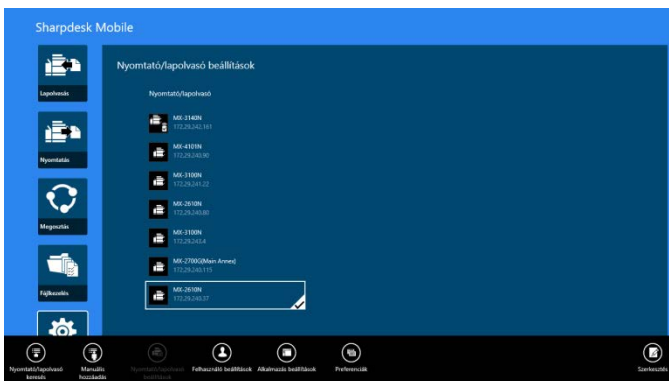 Sharpdesk Mobile
Lapolvasás
Nyomtatás
Megosztás
Fájlkezelés
Nyomtató/lapolvasó beállítások
Nyomtató/lapolvasó
MX-3140N
172.29.242.161
MX-4101N
172.29.240.90
MX-3100N
172.29.241.22
MX-2610N
172.29.240.80
MX-3100N
172.29.243.4
MX-2700G(Main Annex)
172.29.240.115
MX-2610N
172.29.240.37
Nyomtató/lapolvasó
keresés
Manuális
hozzáadás
Nyomtató/lapolvasó
beállítások
Felhasználó beállítások
Alkalmazás beállítások
Preferenciák
Szerkesztés